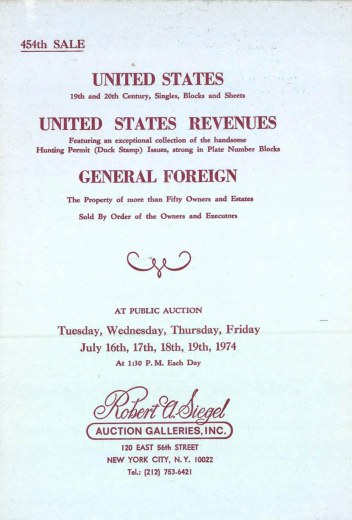 454th SALE
UNITED STATES
19th and 20th Century, Singles, Blocks and Sheets
UNITED STATES REVENUES
Featuring an exceptional collection of the handsome
Hunting Permit (Duck Stamp) Issues, strong in Plate Number Blocks
GENERAL FOREIGN
The Property of more than Fifty Owners and Estates
Sold By Order of the Owners and Executors
AT PUBLIC AUCTION
Tuesday, Wednesday, Thursday, Friday
July 16th, 17th, 18th, 19th, 1974
At 1:30 P.M. Each Day
Robert A. Siegel
AUCTION GALLERIES, INC.
120 EAST 56th STREET
NEW YORK CITY, N. Y. 10022
Tel.: (212) 753-6421